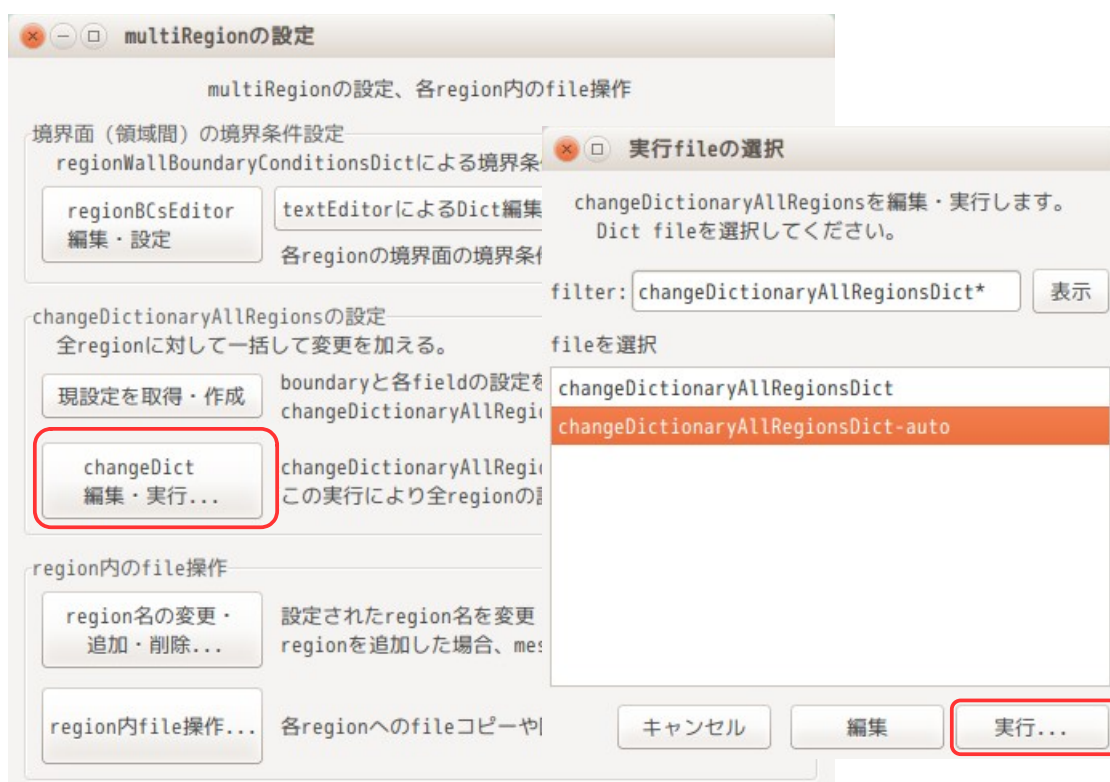 multiRegionの設定
multiRegionの設定、各region内のfile操作
境界面（領域間）の境界条件設定
regionWallBoundaryConditionsDictによる境界条
regionBCsEditor
編集・設定
textEditorによるDict編集
各regionの境界面の境界条
changeDictionaryAllRegionsの設定
全regionに対して一括して変更を加える。
現設定を取得・作成
boundaryと各fieldの設定を
changeDictionaryAllRegi
changeDict
編集・実行...
changeDictionaryAllRegi
この実行により全regionの
region内のfile操作
region名の変更・
追加・削除...
設定されたregion名を変更
regionを追加した場合、mes
region内file操作...
各regionへのfileコピーや
実行fileの選択
changeDictionaryAllRegionsを編集・実行します。
Dict fileを選択してください。
filter: changeDictionaryAllRegionsDict* 表示
fileを選択
changeDictionaryAllRegionsDict
changeDictionaryAllRegionsDict-auto
キャンセル 編集 実行...